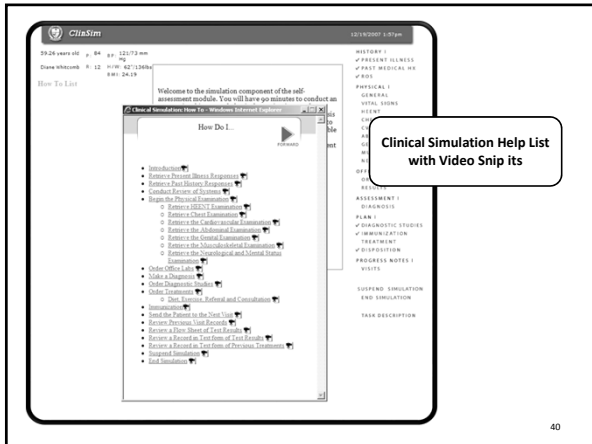 ClinSim
12/19/2007 1:57pm
59.26 years old P: 84 BP: 121/73 mm Hg
Diane Whitcomb R: 12 H/W: 62"/136lbs
BMI: 24.19
How To List
Welcome to the simulation component of the self-
assessment module. You will have 90 minutes to conduct an
Clinical Simulation: How To - Windows Internet Explorer
How Do I...
FORWARD
Introduction
Retrieve Present Illness Responses
Retrieve Past History Responses
Conduct Review of Systems
Begin the Physical Examination
Retrieve HEENT Examination
Retrieve Chest Examination
Retrieve the Cardiovascular Examination
Retrieve the Abdominal Examination
Retrieve the Genital Examination
Retrieve the Musculoskeletal Examination
Retrieve the Neurological and Mental Status
Examination
Order Office Labs
Make a Diagnosis
Order Diagnostic Studies
Order Treatments
Diet, Exercise, Referral and Consultation
Immunization
Send the Patient to the Next Visit
Review Previous Visit Records
Review a Flow Sheet of Test Results
Review a Record in Text form of Test Results
Review a Record in Text form of Previous Treatments
Suspend Simulation
End Simulation
HISTORY |
PRESENT ILLNESS
PAST MEDICAL HX
ROS
PHYSICAL |
GENERAL
VITAL SIGNS
HEENT
Clinical Simulation Help List
with Video Snip its
RESULTS
ASSESSMENT |
DIAGNOSIS
PLAN |
DIAGNOSTIC STUDIES
IMMUNIZATION
TREATMENT
DISPOSITION
PROGRESS NOTES |
VISITS
SUSPEND SIMULATION
END SIMULATION
TASK DESCRIPTION
40